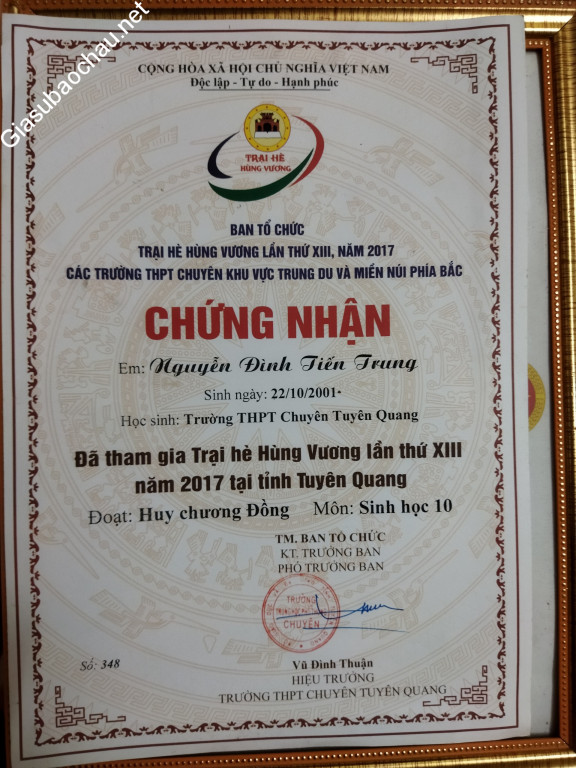 Giasubaochau.net
CỘNG HÒA XÃ HỘI CHỦ NGHĨA VIỆT NAM
Độc lập - Tự do - Hạnh phúc
TRẠI HÈ
HÙNG VƯƠNG
BAN TỔ CHỨC
TRẠI HÈ HÙNG VƯƠNG LẦN THỨ XIII, NĂM 2017
CÁC TRƯỜNG THPT CHUYÊN KHU VỰC TRUNG DU VÀ MIỀN NÚI PHÍA BẮC
CHỨNG NHẬN
Em: Nguyễn Đình Tiến Trung
Sinh ngày: 22/10/2001
Học sinh: Trường THPT Chuyên Tuyên Quang
Đã tham gia Trại hè Hùng Vương lần thứ XIII
năm 2017 tại tỉnh Tuyên Quang
Đoạt: Huy chương Đồng Môn: Sinh học 10
TM. BAN TỔ CHỨC
KT. TRƯỞNG BAN
PHÓ TRƯỞNG BAN
TRƯỜNG
CHUYÊN
Số: 348
Vũ Đình Thuận
HIỆU TRƯỞNG
TRƯỜNG THPT CHUYÊN TUYÊN QUANG